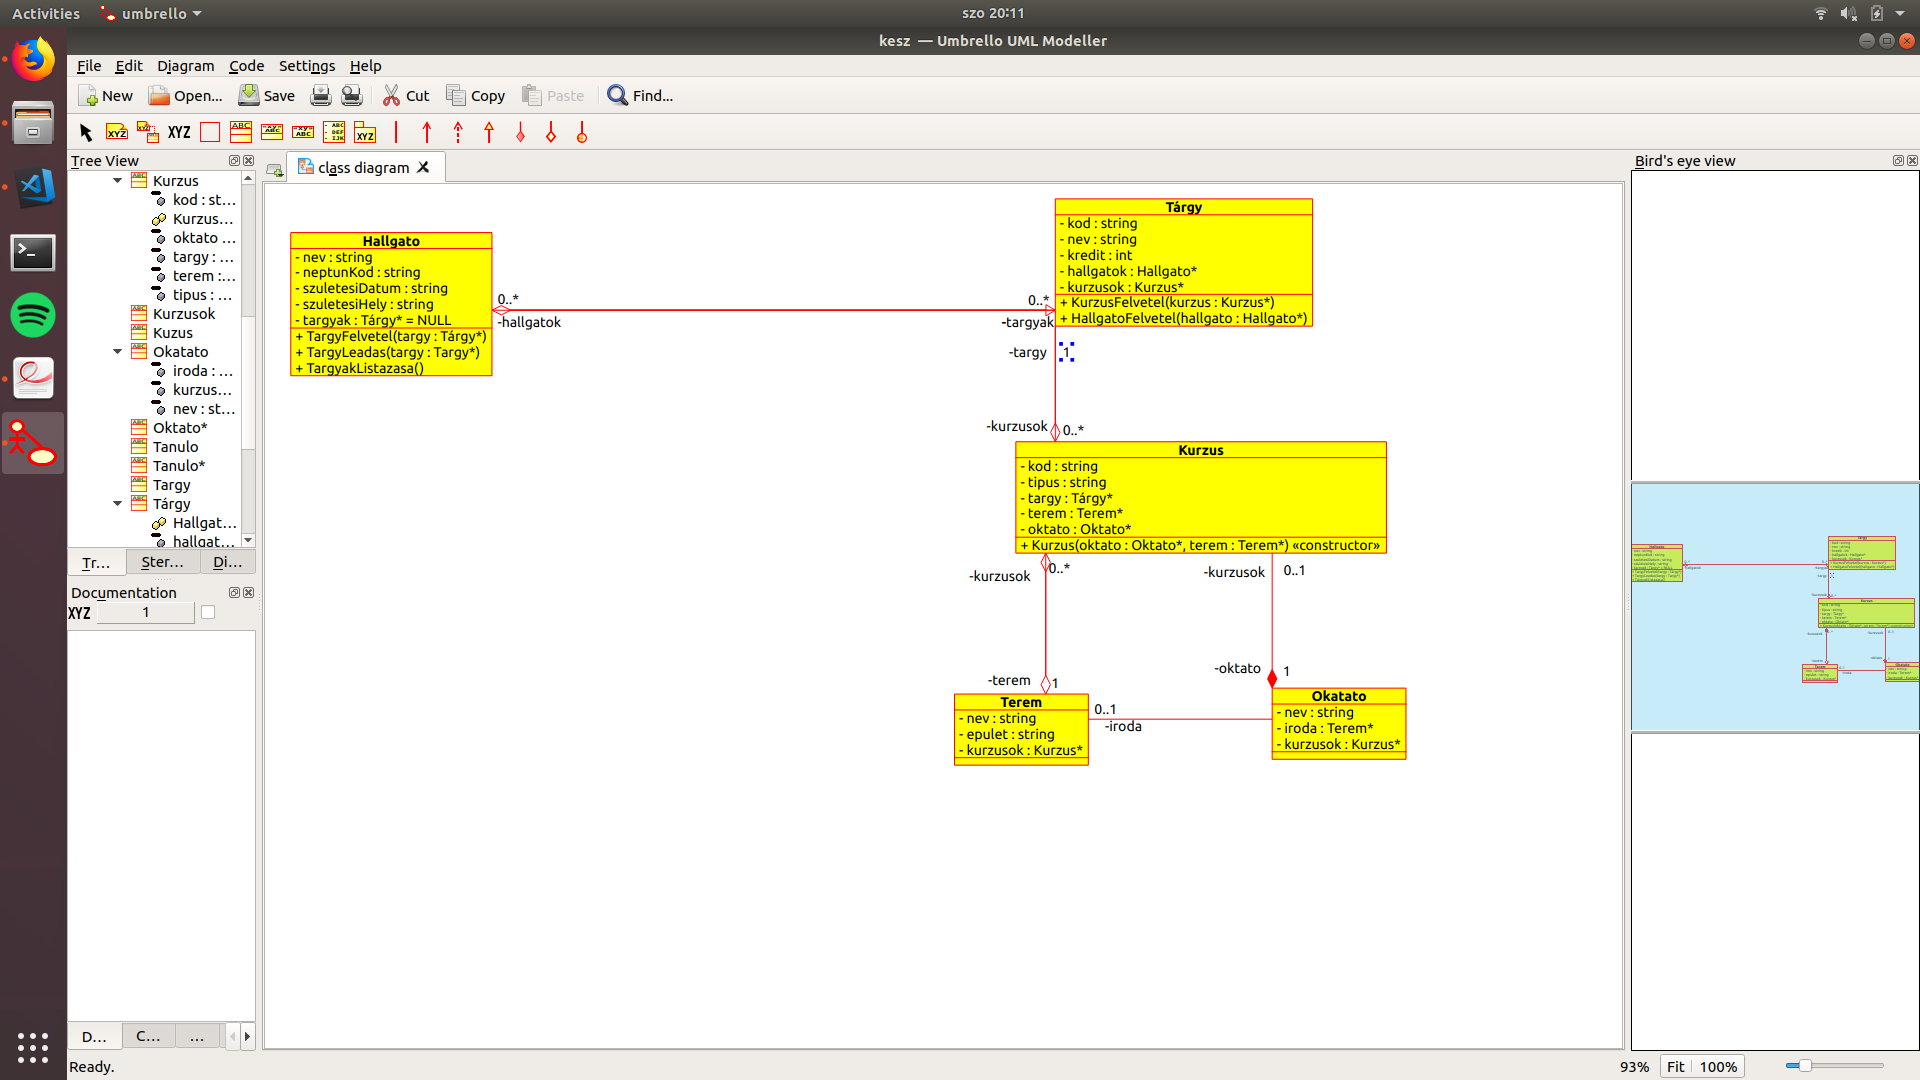 Activities
umbrello
szo 20:11
kesz — Umbrello UML Modeller
File Edit Diagram Code Settings Help
New Open... Save Cut Copy Paste Find...
XYZ
Tree View
Kurzus
kod : st...
Kurzus...
oktato ...
targy : ...
terem :...
tipus : ...
Kurzusok
Kuzus
Okatato
iroda : ...
kurzus...
nev : st...
Oktato*
Tanulo
Tanulo*
Targy
Tárgy
Hallgat...
hallgat...
Tr... Ster... Di...
Documentation
XYZ 1
D... C... ...
Ready.
class diagram
Hallgato
- nev : string
- neptunKod : string
- szuletesiDatum : string
- szuletesiHely : string
- targyak : Tárgy* = NULL
+ TargyFelvetel(targy : Tárgy*)
+ TargyLeadas(targy : Targy*)
+ TargyakListazasa()
0..*
-hallgatok
0..*
-targyak
Tárgy
- kod : string
- nev : string
- kredit : int
- hallgatok : Hallgato*
- kurzusok : Kurzus*
+ KurzusFelvetel(kurzus : Kurzus*)
+ HallgatoFelvetel(hallgato : Hallgato*)
-targy 1
-kurzusok 0..*
Kurzus
- kod : string
- tipus : string
- targy : Tárgy*
- terem : Terem*
- oktato : Oktato*
+ Kurzus(oktato : Oktato*, terem : Terem*) «constructor»
-kurzusok 0..*
-kurzusok 0..1
-terem 1
-oktato 1
Terem
- nev : string
- epulet : string
- kurzusok : Kurzus*
0..1
-iroda
Okatato
- nev : string
- iroda : Terem*
- kurzusok : Kurzus*
Bird's eye view
93% Fit 100%